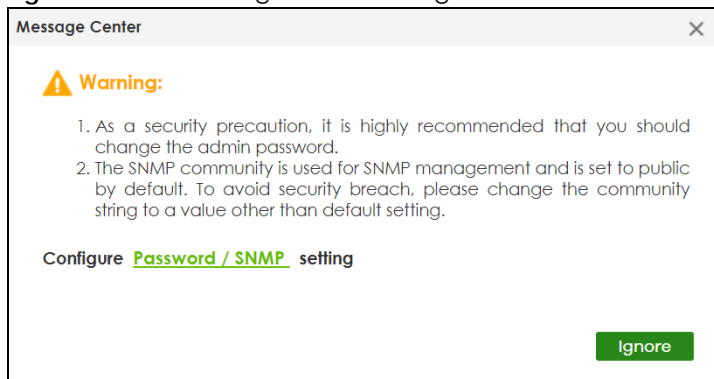 Message Center
Warning:
1. As a security precaution, it is highly recommended that you should
change the admin password.
2. The SNMP community is used for SNMP management and is set to public
by default. To avoid security breach, please change the community
string to a value other than default setting.
Configure Password / SNMP setting
Ignore